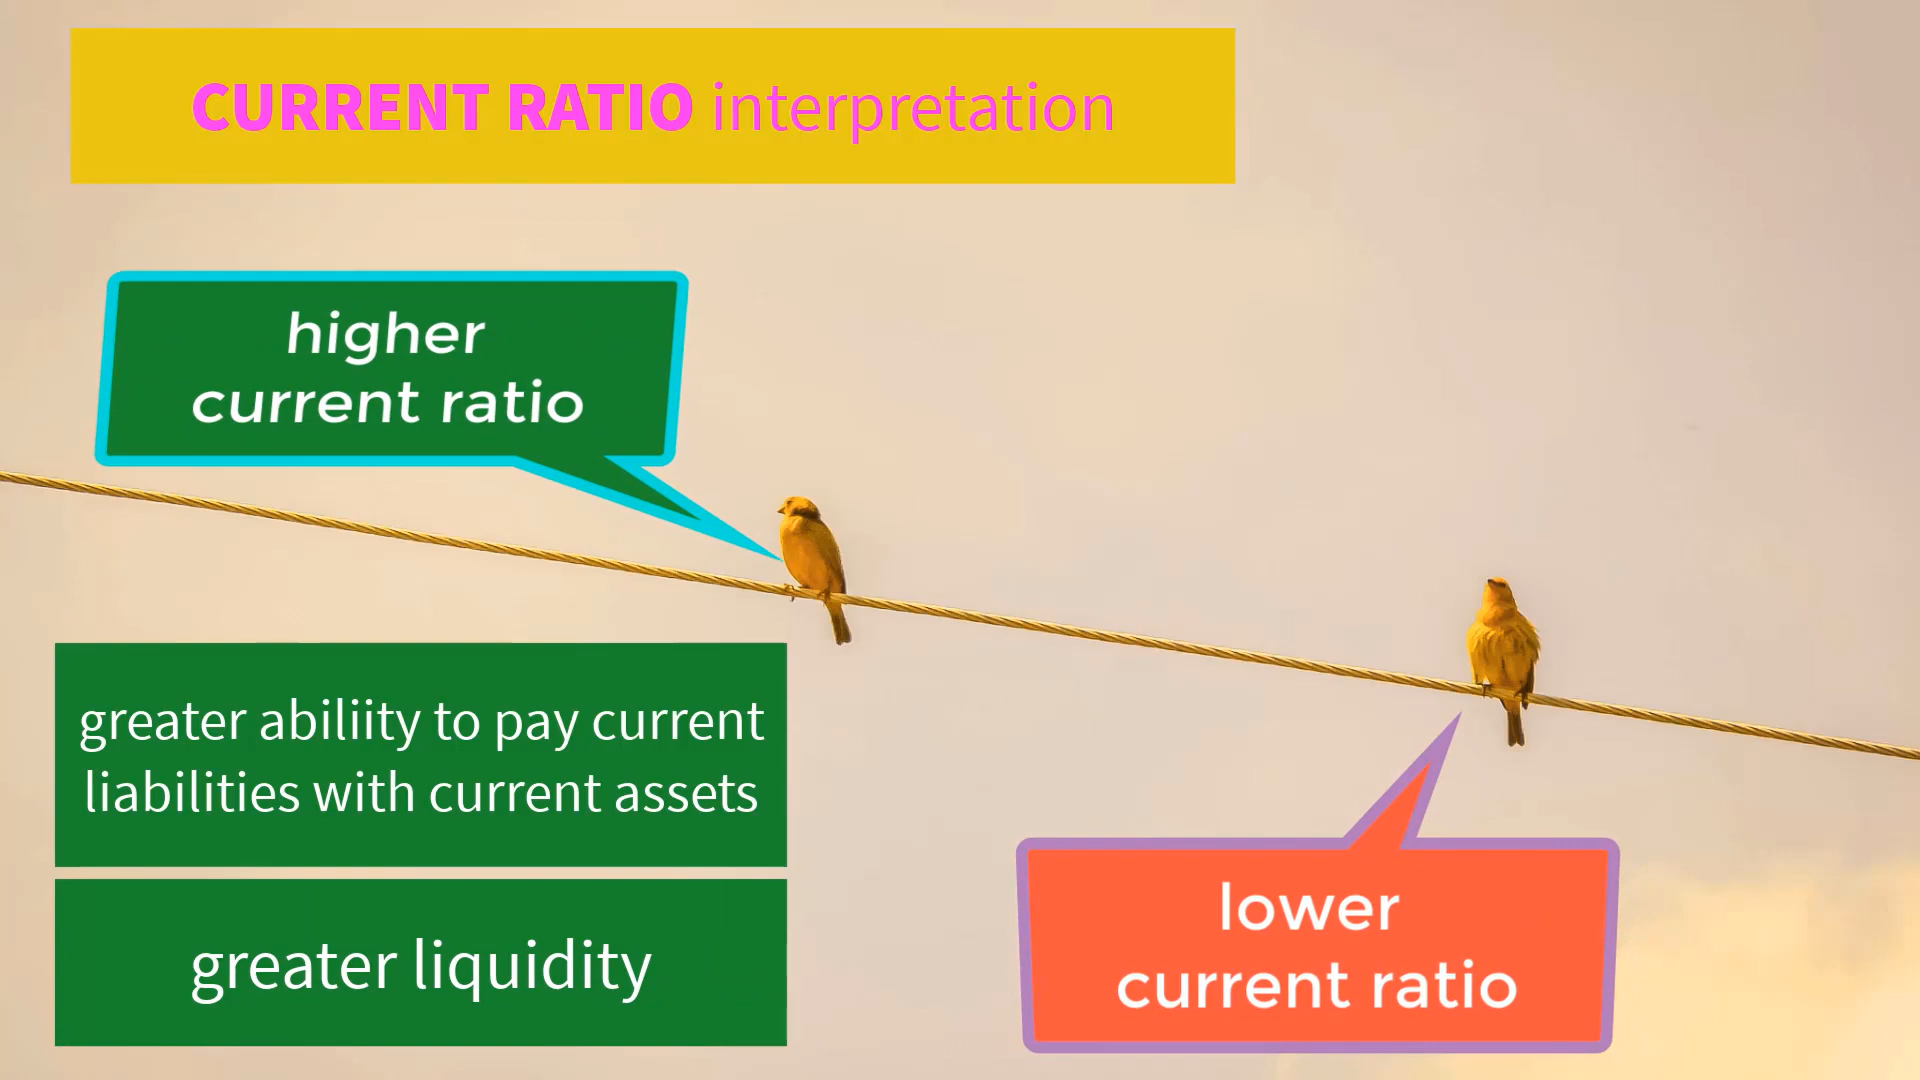 CURRENT RATIO interpretation
higher
current ratio
greater abiliity to pay current
liabilities with current assets
greater liquidity
lower
current ratio